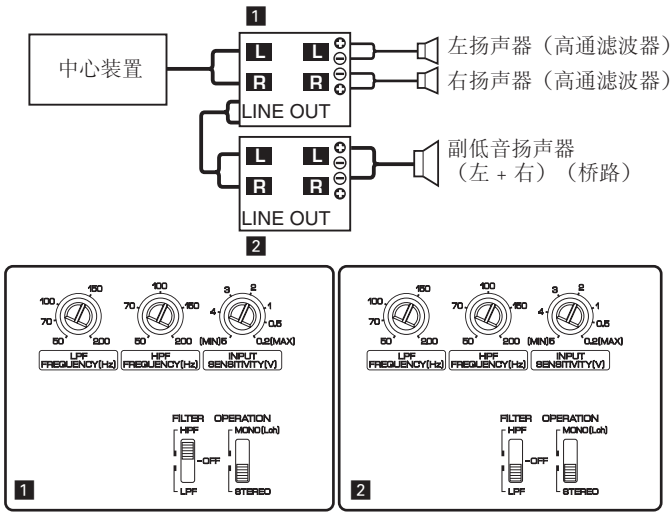 1
中心装置
L L ⊕ ⊖
R R ⊖ ⊕
LINE OUT
左扬声器（高通滤波器）
右扬声器（高通滤波器）
L L ⊕ ⊖
R R ⊖ ⊕
LINE OUT
2
副低音扬声器
（左 + 右）（桥路）
50 70 100 150 200
LPF
FREQUENCY(Hz)
50 70 100 150 200
HPF
FREQUENCY(Hz)
(MIN)5 4 3 2 1 0.5 0.2(MAX)
INPUT
SENSITIVITY(V)
FILTER OPERATION
HPF MONO(Lch)
OFF
LPF STEREO
1
50 70 100 150 200
LPF
FREQUENCY(Hz)
50 70 100 150 200
HPF
FREQUENCY(Hz)
(MIN)5 4 3 2 1 0.5 0.2(MAX)
INPUT
SENSITIVITY(V)
FILTER OPERATION
HPF MONO(Lch)
OFF
LPF STEREO
2